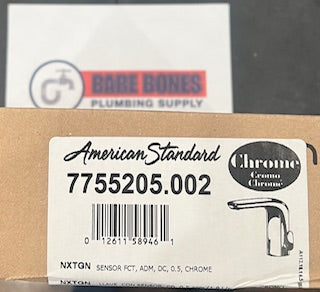 BARE BONES
PLUMBING SUPPLY
American Standard
7755205.002
Chrome
Cromo
Chromé
0 12611 58946 1
NXTGN SENSOR FCT, ADM, DC, 0.5, CHROME
NXTGN